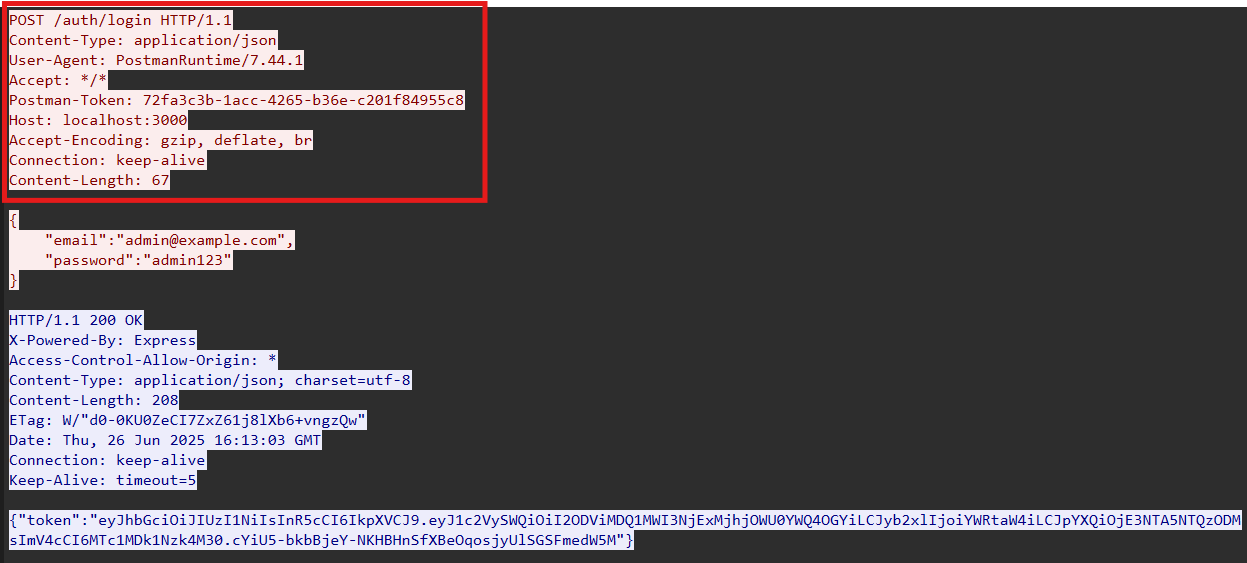 POST /auth/login HTTP/1.1
Content-Type: application/json
User-Agent: PostmanRuntime/7.44.1
Accept: */*
Postman-Token: 72fa3c3b-1acc-4265-b36e-c201f84955c8
Host: localhost:3000
Accept-Encoding: gzip, deflate, br
Connection: keep-alive
Content-Length: 67
{
"email":"admin@example.com",
"password":"admin123"
}
HTTP/1.1 200 OK
X-Powered-By: Express
Access-Control-Allow-Origin: *
Content-Type: application/json; charset=utf-8
Content-Length: 208
ETag: W/"d0-0KU0ZeCI7ZxZ61j8lXb6+vngzQw"
Date: Thu, 26 Jun 2025 16:13:03 GMT
Connection: keep-alive
Keep-Alive: timeout=5
{"token":"eyJhbGciOiJIUzI1NiIsInR5cCI6IkpXVCJ9.eyJ1c2VySWQiOiI2ODViMDQ1MWI3NjExMjhjOWU0YWQ4OGYiLCJyb2xlIjoiYWRtaW4iLCJpYXQiOjE3NTA5NTQzODM
sImV4cCI6MTc1MDk1Nzk4M30.cYiU5-bkbBjeY-NKHBHnSfXBeOqosjyUlSGSFmedW5M"}